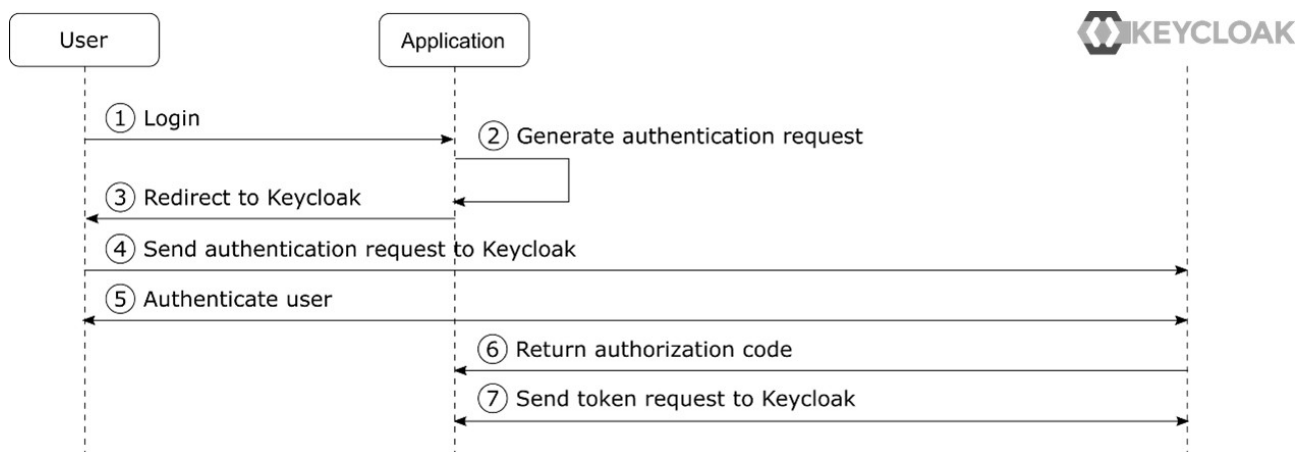 User
Application
KEYCLOAK
① Login
② Generate authentication request
③ Redirect to Keycloak
④ Send authentication request to Keycloak
⑤ Authenticate user
⑥ Return authorization code
⑦ Send token request to Keycloak